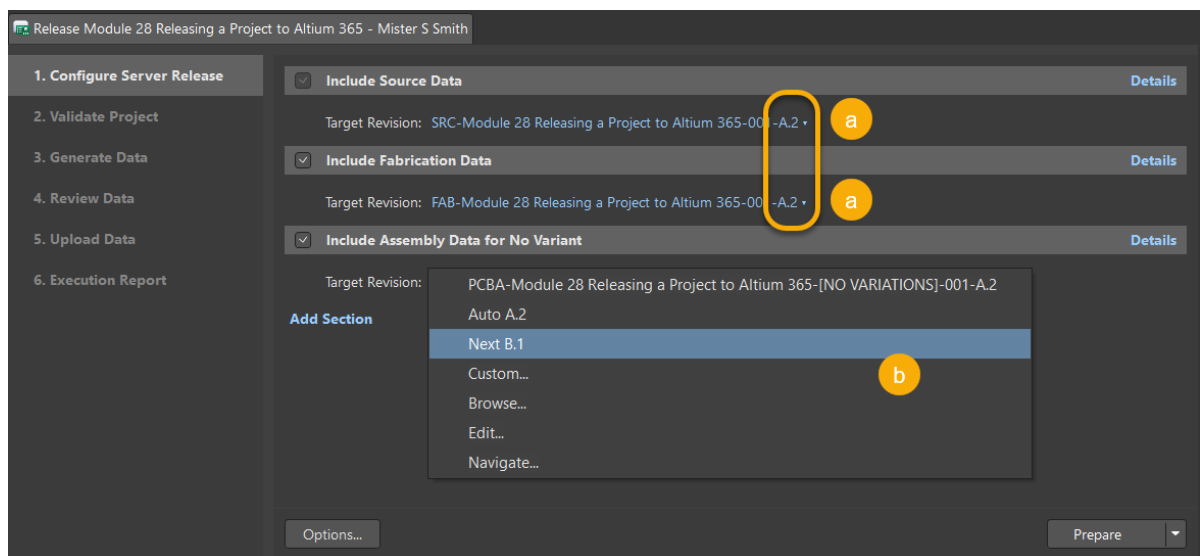 Release Module 28 Releasing a Project to Altium 365 - Mister S Smith
1. Configure Server Release
2. Validate Project
3. Generate Data
4. Review Data
5. Upload Data
6. Execution Report
Include Source Data Details
Target Revision: SRC-Module 28 Releasing a Project to Altium 365-001-A.2
a
Include Fabrication Data Details
Target Revision: FAB-Module 28 Releasing a Project to Altium 365-001-A.2
a
Include Assembly Data for No Variant Details
Target Revision:
PCBA-Module 28 Releasing a Project to Altium 365-[NO VARIATIONS]-001-A.2
Auto A.2
Next B.1
Custom...
b
Browse...
Edit...
Navigate...
Add Section
Options...
Prepare